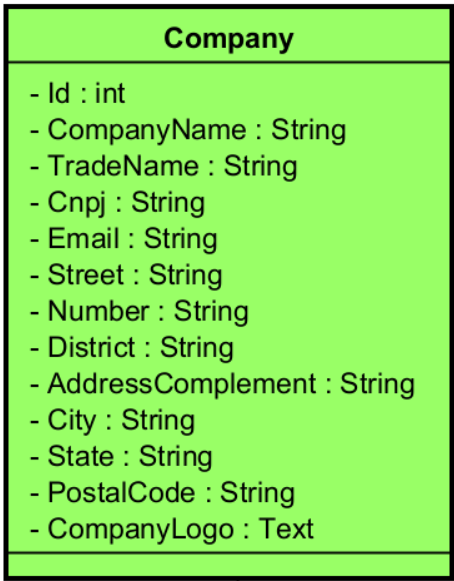 Company
- Id : int
- CompanyName : String
- TradeName : String
- Cnpj : String
- Email : String
- Street : String
- Number : String
- District : String
- AddressComplement : String
- City : String
- State : String
- PostalCode : String
- CompanyLogo : Text